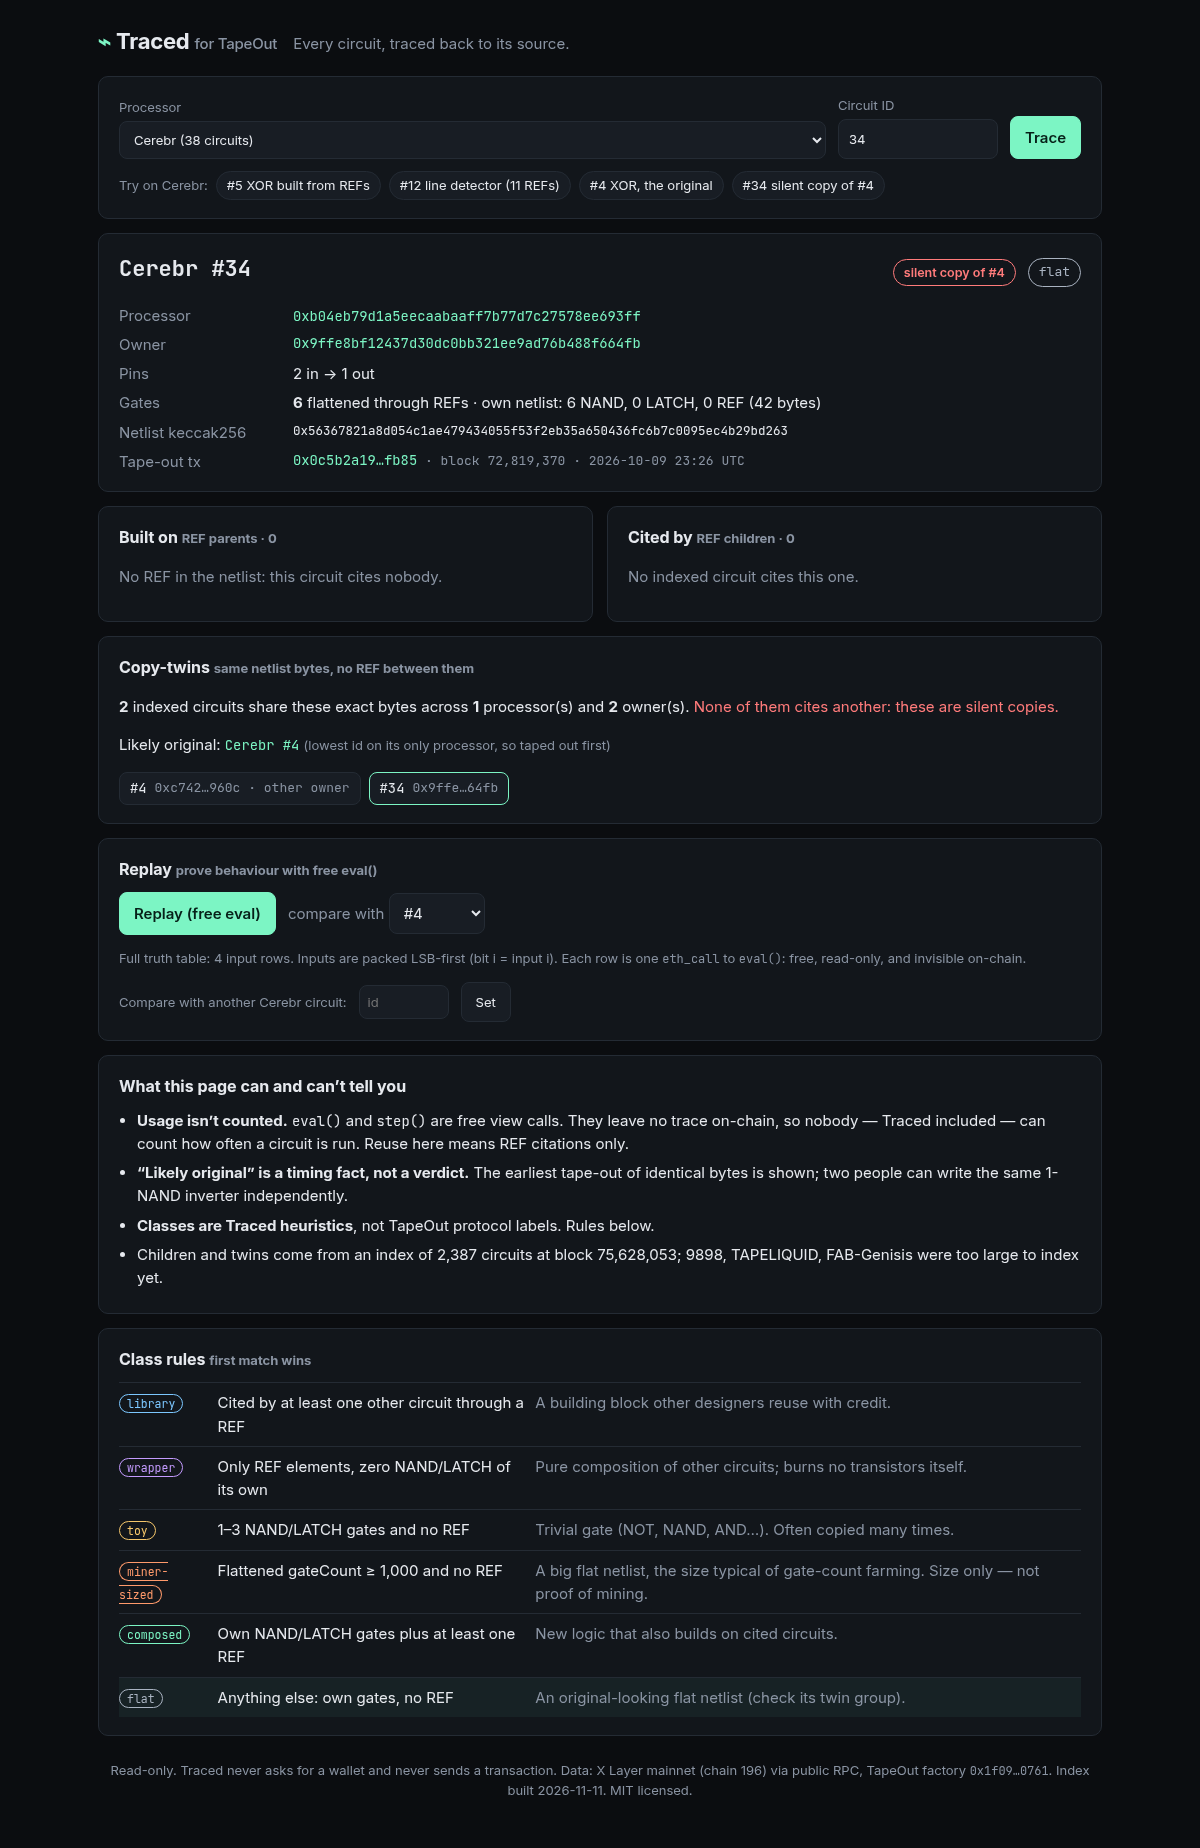 Traced for TapeOut Every circuit, traced back to its source.
Processor
Circuit ID
Cerebr (38 circuits)
34
Trace
Try on Cerebr: #5 XOR built from REFs #12 line detector (11 REFs) #4 XOR, the original #34 silent copy of #4
Cerebr #34
silent copy of #4 flat
Processor 0xb04eb79d1a5eecaabaaff7b77d7c27578ee693ff
Owner 0x9ffe8bf12437d30dc0bb321ee9ad76b488f664fb
Pins 2 in → 1 out
Gates 6 flattened through REFs · own netlist: 6 NAND, 0 LATCH, 0 REF (42 bytes)
Netlist keccak256 0x56367821a8d054c1ae479434055f53f2eb35a650436fc6b7c0095ec4b29bd263
Tape-out tx 0x0c5b2a19…fb85 · block 72,819,370 · 2026-10-09 23:26 UTC
Built on REF parents · 0
No REF in the netlist: this circuit cites nobody.
Cited by REF children · 0
No indexed circuit cites this one.
Copy-twins same netlist bytes, no REF between them
2 indexed circuits share these exact bytes across 1 processor(s) and 2 owner(s). None of them cites another: these are silent copies.
Likely original: Cerebr #4 (lowest id on its only processor, so taped out first)
#4 0xc742…960c · other owner #34 0x9ffe…64fb
Replay prove behaviour with free eval()
Replay (free eval) compare with #4
Full truth table: 4 input rows. Inputs are packed LSB-first (bit i = input i). Each row is one eth_call to eval(): free, read-only, and invisible on-chain.
Compare with another Cerebr circuit: id Set
What this page can and can’t tell you
• Usage isn’t counted. eval() and step() are free view calls. They leave no trace on-chain, so nobody — Traced included — can
count how often a circuit is run. Reuse here means REF citations only.
• “Likely original” is a timing fact, not a verdict. The earliest tape-out of identical bytes is shown; two people can write the same 1-
NAND inverter independently.
• Classes are Traced heuristics, not TapeOut protocol labels. Rules below.
• Children and twins come from an index of 2,387 circuits at block 75,628,053; 9898, TAPELIQUID, FAB-Genisis were too large to index
yet.
Class rules first match wins
library Cited by at least one other circuit through a A building block other designers reuse with credit.
REF
wrapper Only REF elements, zero NAND/LATCH of Pure composition of other circuits; burns no transistors itself.
its own
toy 1–3 NAND/LATCH gates and no REF Trivial gate (NOT, NAND, AND…). Often copied many times.
miner- Flattened gateCount ≥ 1,000 and no REF A big flat netlist, the size typical of gate-count farming. Size only — not
sized proof of mining.
composed Own NAND/LATCH gates plus at least one New logic that also builds on cited circuits.
REF
flat Anything else: own gates, no REF An original-looking flat netlist (check its twin group).
Read-only. Traced never asks for a wallet and never sends a transaction. Data: X Layer mainnet (chain 196) via public RPC, TapeOut factory 0x1f09…0761. Index
built 2026-11-11. MIT licensed.